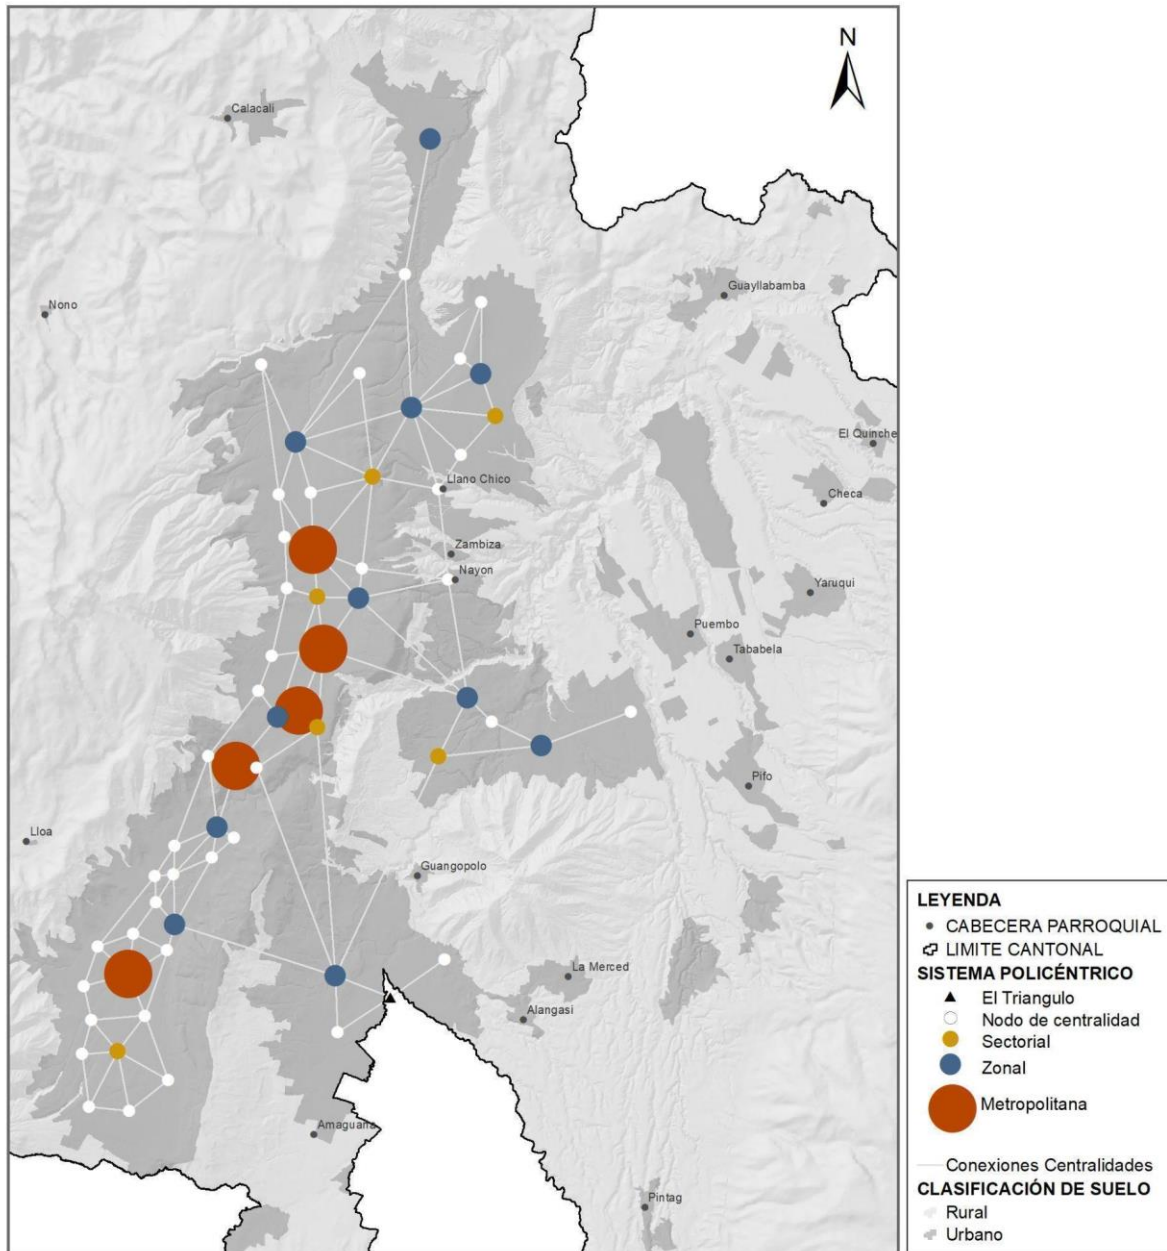 N
Calacali
Nono
Guayllabamba
El Quinche
Llano Chico
Checa
Zambiza
Nayon
Yaruqui
Puembo
Tababela
Pifo
Lloa
Guangopolo
La Merced
Alangasi
Amaguana
Pintag
LEYENDA
CABECERA PARROQUIAL
LIMITE CANTONAL
SISTEMA POLICÉNTRICO
El Triangulo
Nodo de centralidad
Sectorial
Zonal
Metropolitana
Conexiones Centralidades
CLASIFICACIÓN DE SUELO
Rural
Urbano